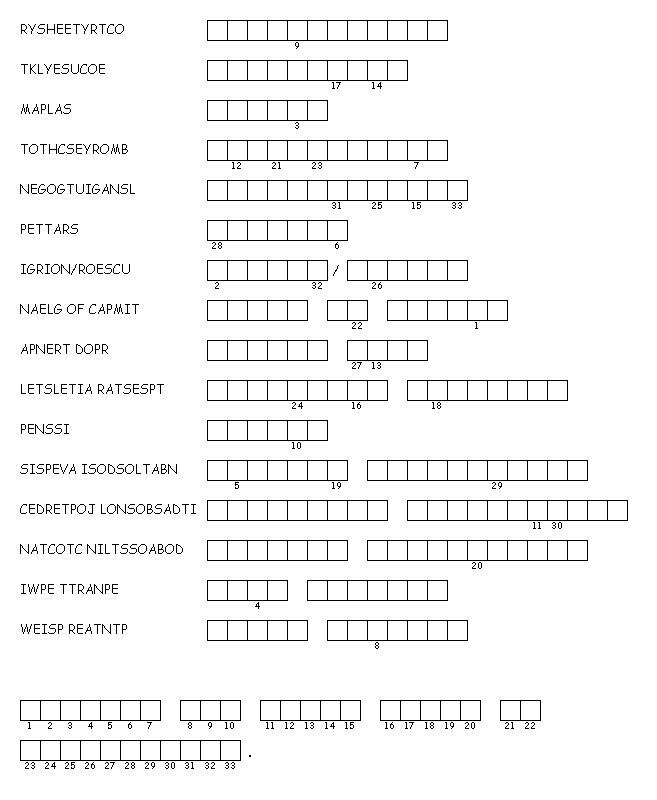 RYSHEETYRTCO
9
TKLYESUCOE
17 14
MAPLAS
3
TOTHCSEYROMB
12 21 23 7
NEGOGTUIGANSL
31 25 15 33
PETTARS
28 6
IGRION/ROESCU /
2 32 26
NAELG OF CAPMIT
22 1
APNERT DOPR
27 13
LETSLETIA RATSESPT
24 16 18
PENSSI
10
SISPEVA ISODSOLTABN
5 19 29
CEDRETPOJ LONSOBSADTI
11 30
NATCOTC NILTSSOABOD
20
IWPE TTRANPE
4
WEISP REATNTP
8
1 2 3 4 5 6 7 8 9 10 11 12 13 14 15 16 17 18 19 20 21 22
23 24 25 26 27 28 29 30 31 32 33 .